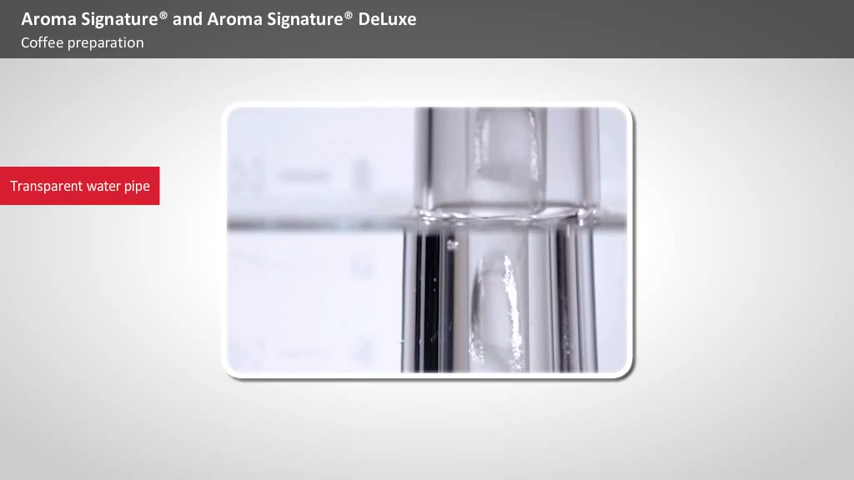 Aroma Signature® and Aroma Signature® DeLuxe
Coffee preparation
Transparent water pipe